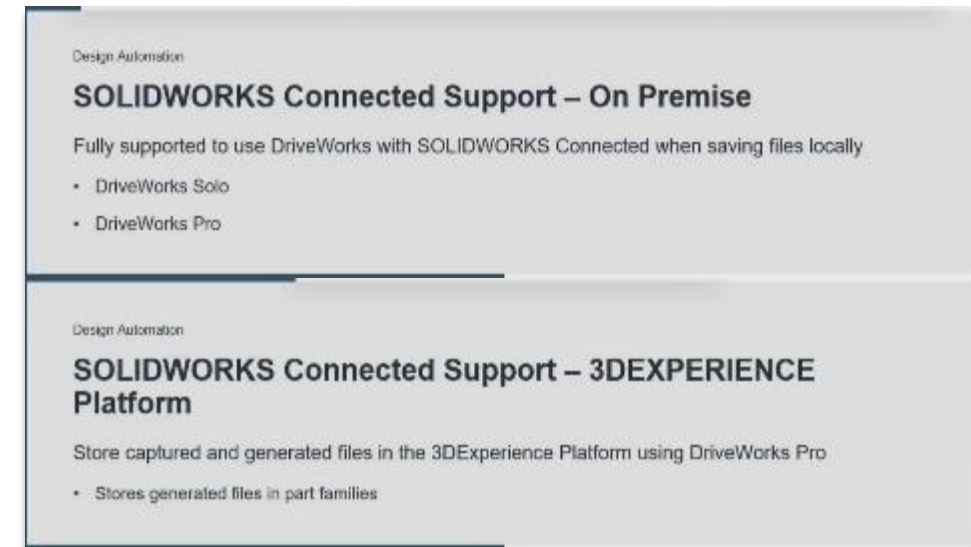 Design Automation
SOLIDWORKS Connected Support – On Premise
Fully supported to use DriveWorks with SOLIDWORKS Connected when saving files locally
• DriveWorks Solo
• DriveWorks Pro
Design Automation
SOLIDWORKS Connected Support – 3DEXPERIENCE
Platform
Store captured and generated files in the 3DExperience Platform using DriveWorks Pro
• Stores generated files in part families